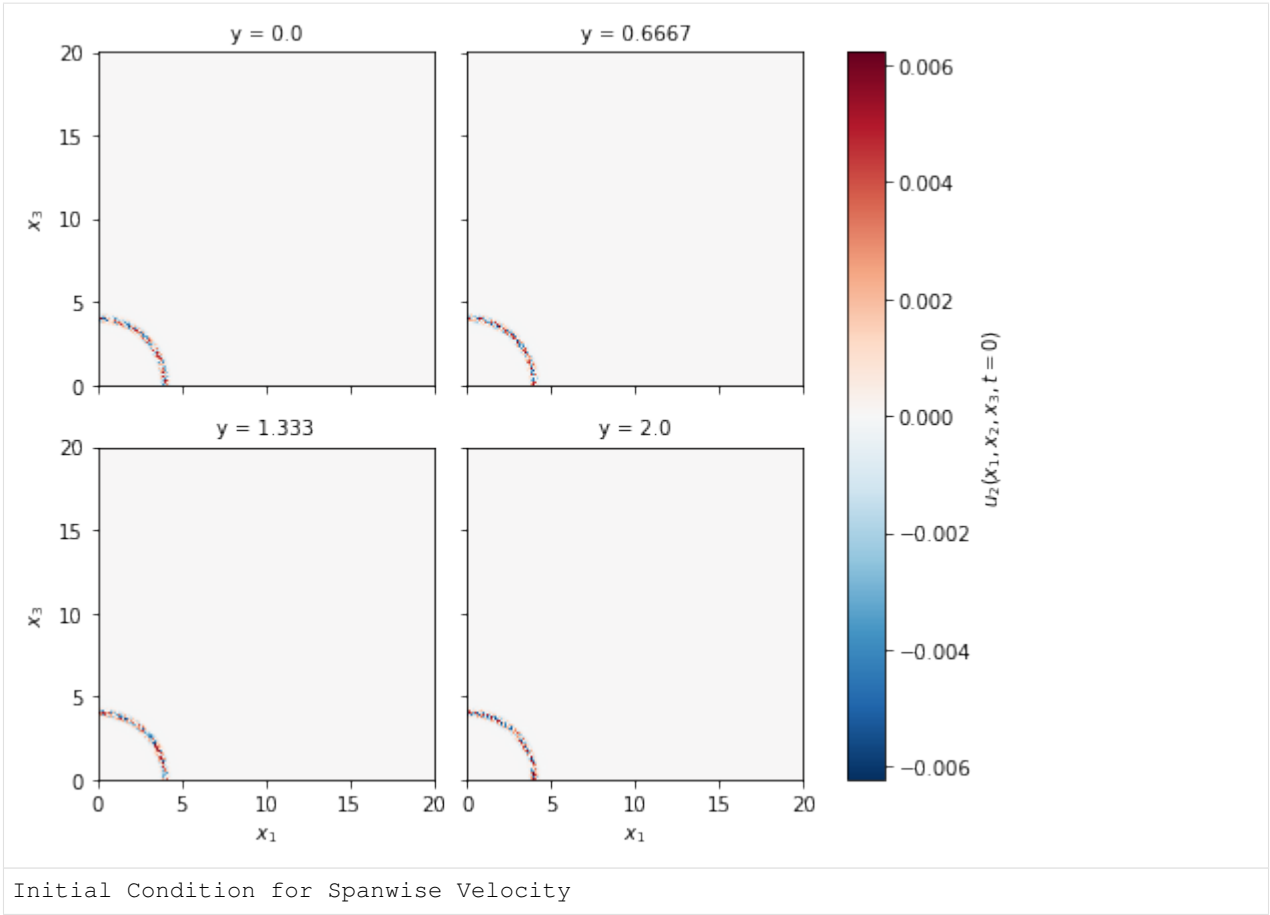 y = 0.0
y = 0.6667
20
15
10
5
0
x₃
y = 1.333
y = 2.0
20
15
10
5
0
x₃
0 5 10 15 20
0 5 10 15 20
x₁
x₁
0.006
0.004
0.002
0.000
−0.002
−0.004
−0.006
u₂(x₁, x₂, x₃, t = 0)
Initial Condition for Spanwise Velocity